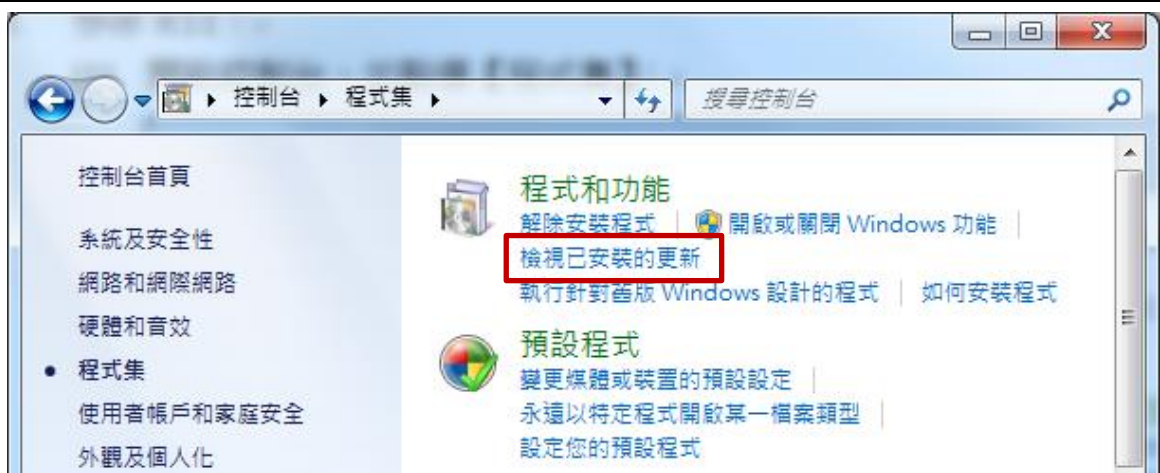 控制台 ▸ 程式集 ▸
搜尋控制台
控制台首頁
系統及安全性
網路和網際網路
硬體和音效
• 程式集
使用者帳戶和家庭安全
外觀及個人化
程式和功能
解除安裝程式 | 開啟或關閉 Windows 功能 |
檢視已安裝的更新
執行針對舊版 Windows 設計的程式 | 如何安裝程式
預設程式
變更媒體或裝置的預設設定 |
永遠以特定程式開啟某一檔案類型 |
設定您的預設程式